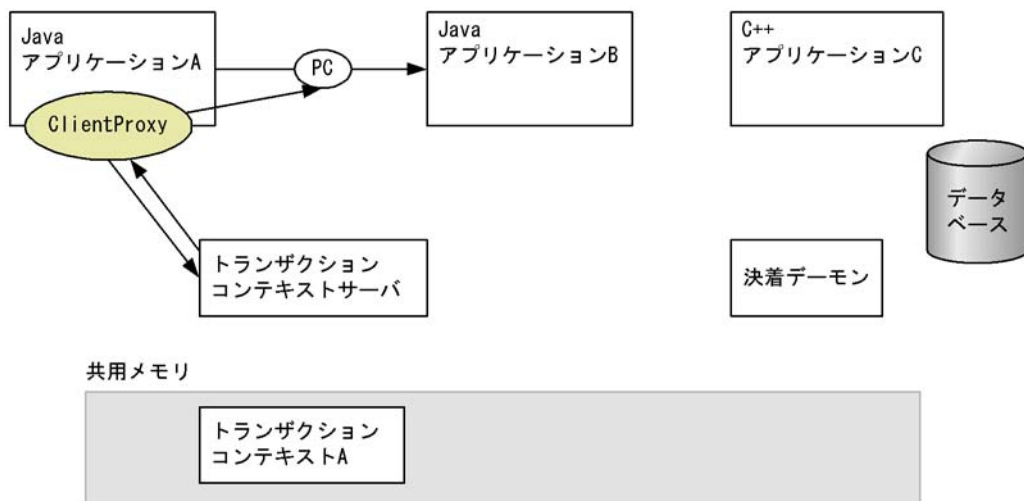 Java
アプリケーションA
PC
Java
アプリケーションB
C++
アプリケーションC
ClientProxy
データ
ベース
トランザクション
コンテキストサーバ
決着デーモン
共用メモリ
トランザクション
コンテキストA